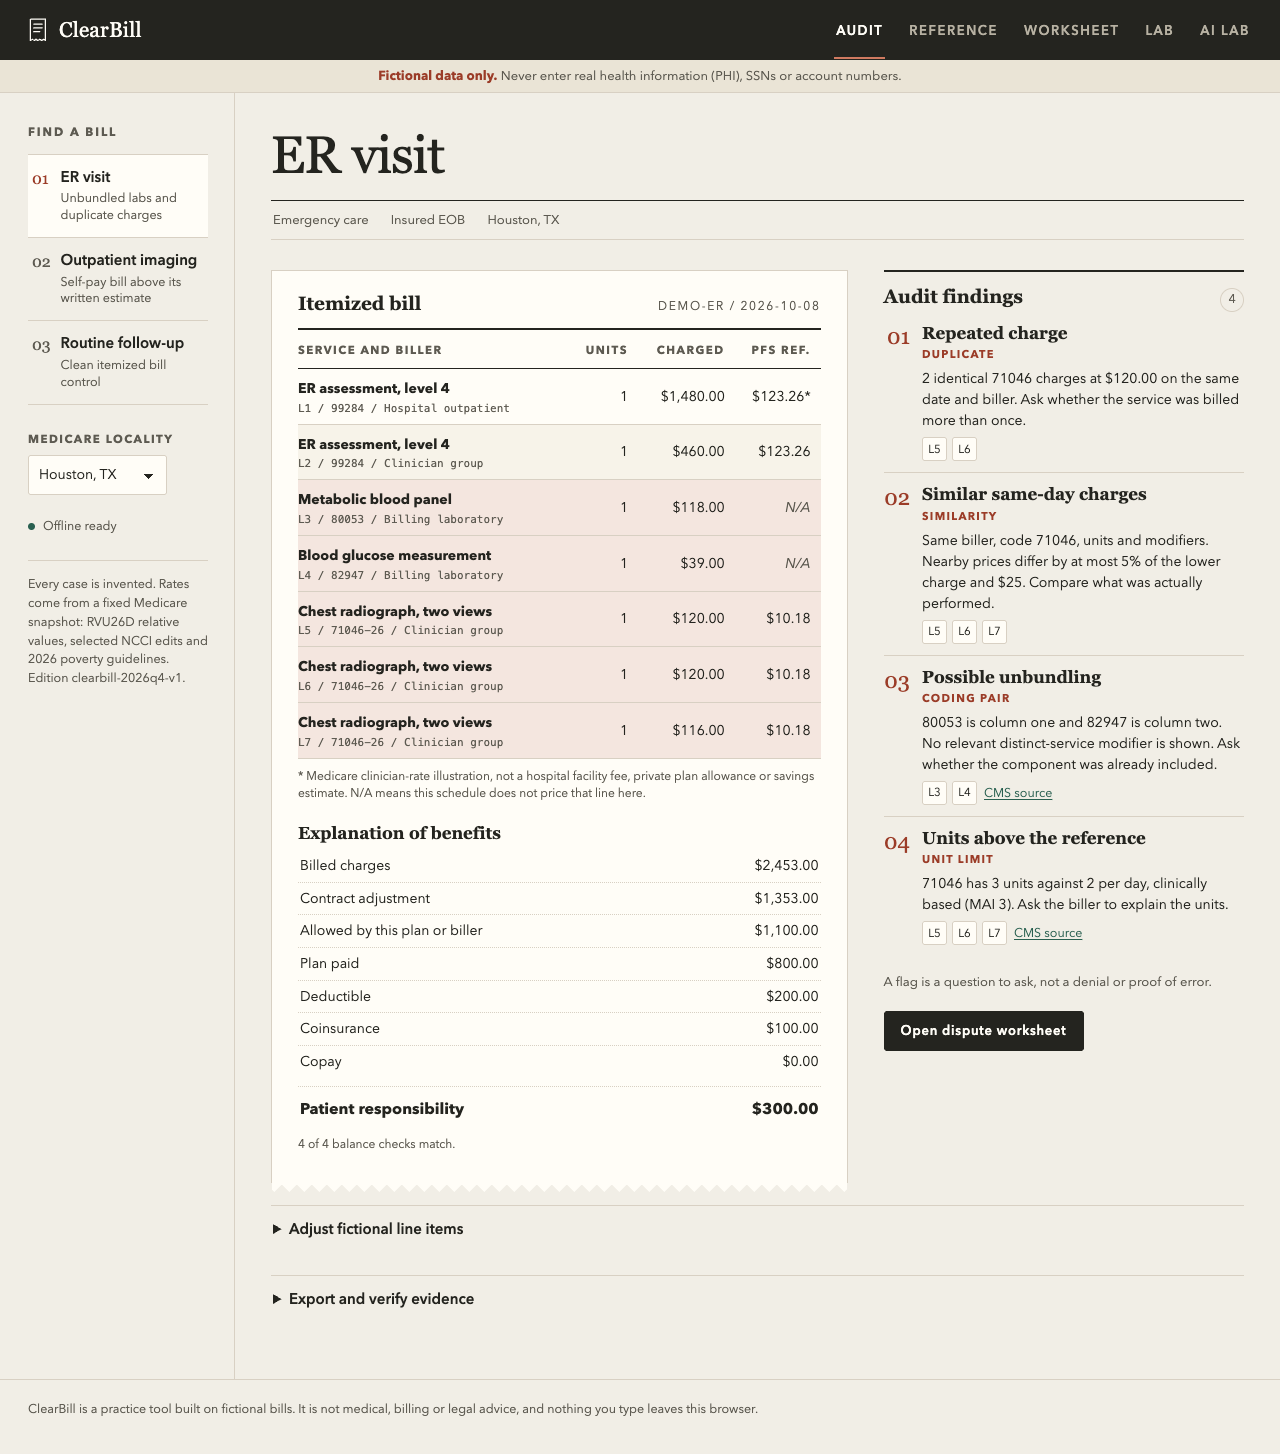 ClearBill
AUDIT REFERENCE WORKSHEET LAB AI LAB
Fictional data only. Never enter real health information (PHI), SSNs or account numbers.
FIND A BILL
01 ER visit
Unbundled labs and
duplicate charges
02 Outpatient imaging
Self-pay bill above its
written estimate
03 Routine follow-up
Clean itemized bill
control
MEDICARE LOCALITY
Houston, TX
Offline ready
Every case is invented. Rates
come from a fixed Medicare
snapshot: RVU26D relative
values, selected NCCI edits and
2026 poverty guidelines.
Edition clearbill-2026q4-v1.
ER visit
Emergency care Insured EOB Houston, TX
Itemized bill DEMO-ER / 2026-10-08
SERVICE AND BILLER UNITS CHARGED PFS REF.
ER assessment, level 4 1 $1,480.00 $123.26*
L1 / 99284 / Hospital outpatient
ER assessment, level 4 1 $460.00 $123.26
L2 / 99284 / Clinician group
Metabolic blood panel 1 $118.00 N/A
L3 / 80053 / Billing laboratory
Blood glucose measurement 1 $39.00 N/A
L4 / 82947 / Billing laboratory
Chest radiograph, two views 1 $120.00 $10.18
L5 / 71046–26 / Clinician group
Chest radiograph, two views 1 $120.00 $10.18
L6 / 71046–26 / Clinician group
Chest radiograph, two views 1 $116.00 $10.18
L7 / 71046–26 / Clinician group
* Medicare clinician-rate illustration, not a hospital facility fee, private plan allowance or savings
estimate. N/A means this schedule does not price that line here.
Explanation of benefits
Billed charges $2,453.00
Contract adjustment $1,353.00
Allowed by this plan or biller $1,100.00
Plan paid $800.00
Deductible $200.00
Coinsurance $100.00
Copay $0.00
Patient responsibility $300.00
4 of 4 balance checks match.
Audit findings 4
01 Repeated charge
DUPLICATE
2 identical 71046 charges at $120.00 on the same
date and biller. Ask whether the service was billed
more than once.
L5 L6
02 Similar same-day charges
SIMILARITY
Same biller, code 71046, units and modifiers.
Nearby prices differ by at most 5% of the lower
charge and $25. Compare what was actually
performed.
L5 L6 L7
03 Possible unbundling
CODING PAIR
80053 is column one and 82947 is column two.
No relevant distinct-service modifier is shown. Ask
whether the component was already included.
L3 L4 CMS source
04 Units above the reference
UNIT LIMIT
71046 has 3 units against 2 per day, clinically
based (MAI 3). Ask the biller to explain the units.
L5 L6 L7 CMS source
A flag is a question to ask, not a denial or proof of error.
Open dispute worksheet
Adjust fictional line items
Export and verify evidence
ClearBill is a practice tool built on fictional bills. It is not medical, billing or legal advice, and nothing you type leaves this browser.